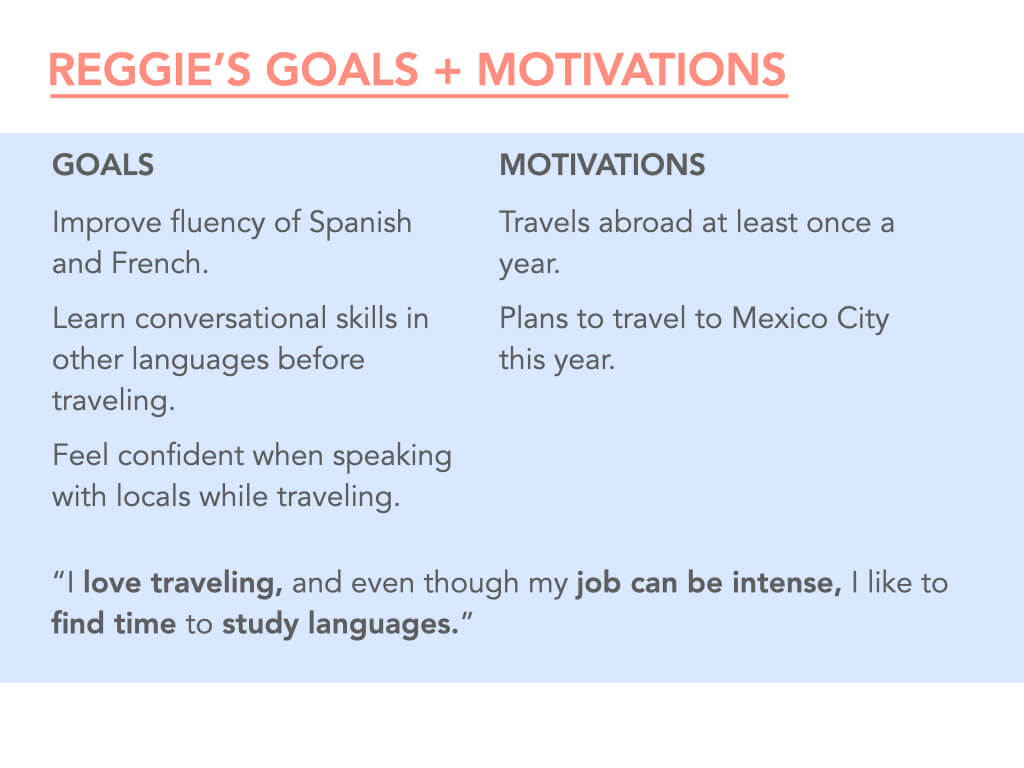 REGGIE’S GOALS + MOTIVATIONS
GOALS
Improve fluency of Spanish
and French.
Learn conversational skills in
other languages before
traveling.
Feel confident when speaking
with locals while traveling.
MOTIVATIONS
Travels abroad at least once a
year.
Plans to travel to Mexico City
this year.
“I love traveling, and even though my job can be intense, I like to
find time to study languages.”